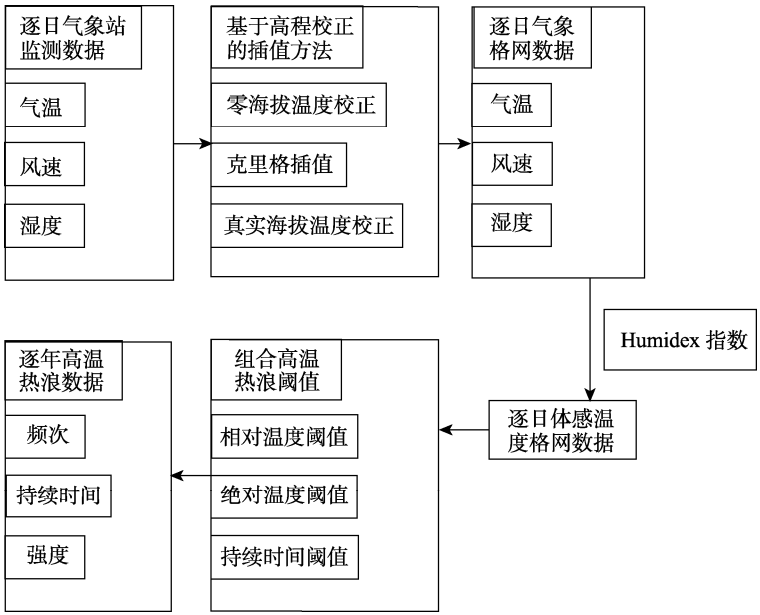 逐日气象站
监测数据
气温
风速
湿度
基于高程校正
的插值方法
零海拔温度校正
克里格插值
真实海拔温度校正
逐日气象
格网数据
气温
风速
湿度
Humidex 指数
逐日体感温
度格网数据
组合高温
热浪阈值
相对温度阈值
绝对温度阈值
持续时间阈值
逐年高温
热浪数据
频次
持续时间
强度